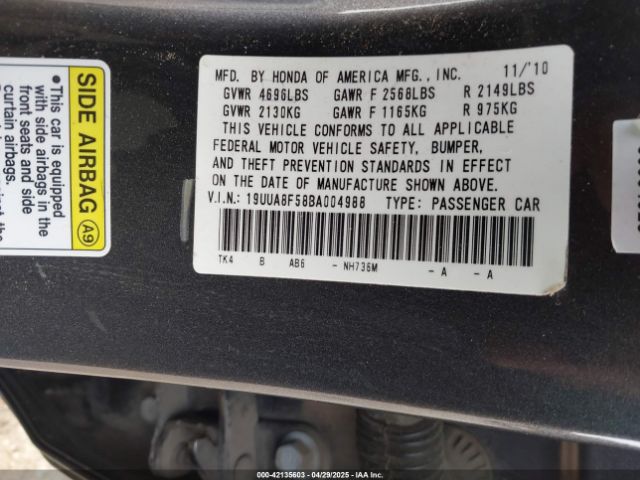 MFD. BY HONDA OF AMERICA MFG., INC. 11/'10
GVWR 4696LBS GAWR F 2568LBS R 2149LBS
GVWR 2130KG GAWR F 1165KG R 975KG
THIS VEHICLE CONFORMS TO ALL APPLICABLE
FEDERAL MOTOR VEHICLE SAFETY, BUMPER,
AND THEFT PREVENTION STANDARDS IN EFFECT
ON THE DATE OF MANUFACTURE SHOWN ABOVE.
V.I.N.: 19UUA8F58BA004988 TYPE: PASSENGER CAR
TK4 B AB6 - NH736M - A - A
SIDE AIRBAG A9
•This car is equipped
with side airbags in the
front seats and side
curtain airbags.
000-42135603 04/29/2025 IAAI.COM